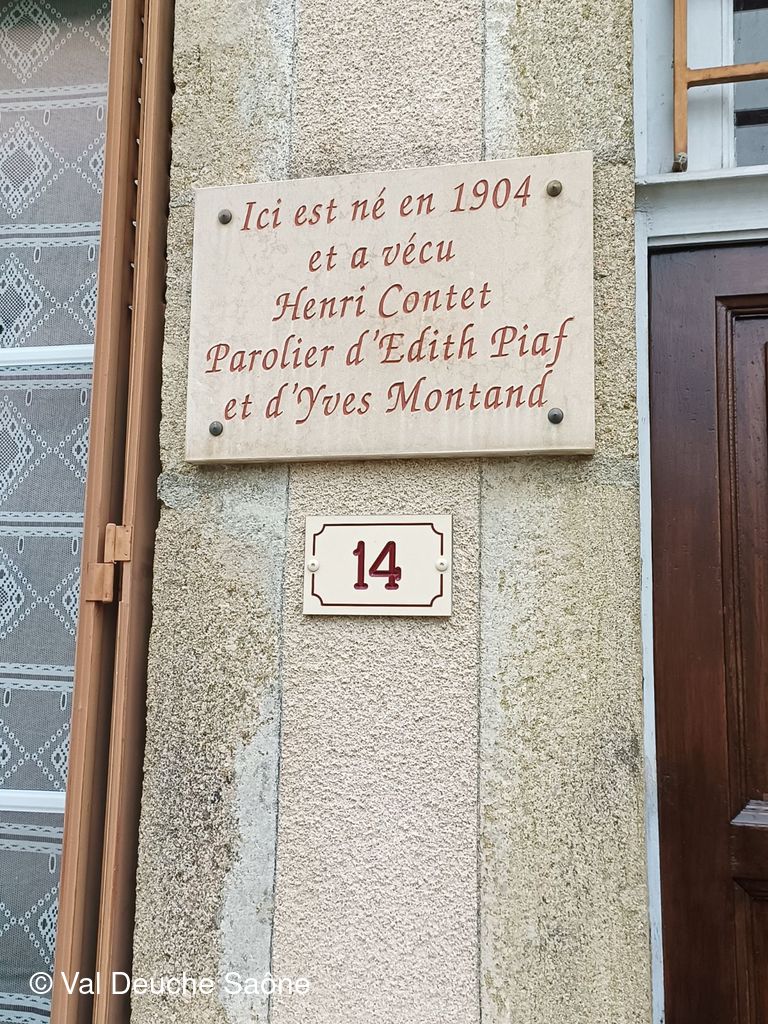 Ici est né en 1904
et a vécu
Henri Contet
Parolier d'Edith Piaf
et d'Yves Montand
14
© Val Deuche Saône